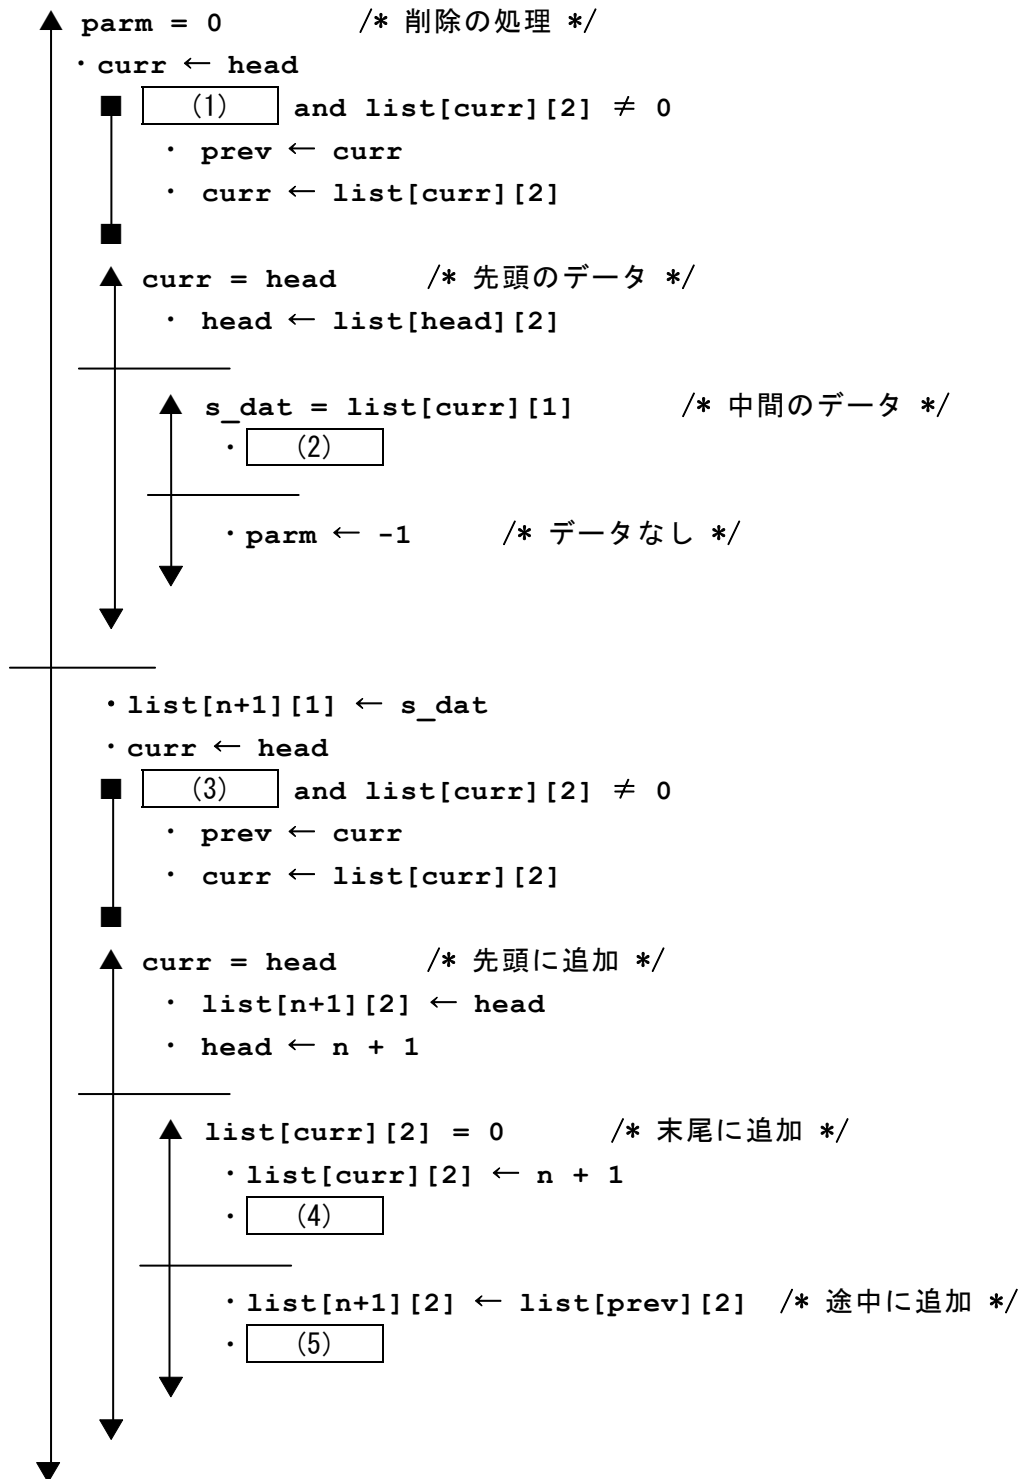 parm = 0 /* 削除の処理 */
・curr ← head
(1) and list[curr][2] ≠ 0
・ prev ← curr
・ curr ← list[curr][2]
curr = head /* 先頭のデータ */
・ head ← list[head][2]
s_dat = list[curr][1] /* 中間のデータ */
・ (2)
・parm ← -1 /* データなし */
・list[n+1][1] ← s_dat
・curr ← head
(3) and list[curr][2] ≠ 0
・ prev ← curr
・ curr ← list[curr][2]
curr = head /* 先頭に追加 */
・ list[n+1][2] ← head
・ head ← n + 1
list[curr][2] = 0 /* 末尾に追加 */
・list[curr][2] ← n + 1
・ (4)
・list[n+1][2] ← list[prev][2] /* 途中に追加 */
・ (5)